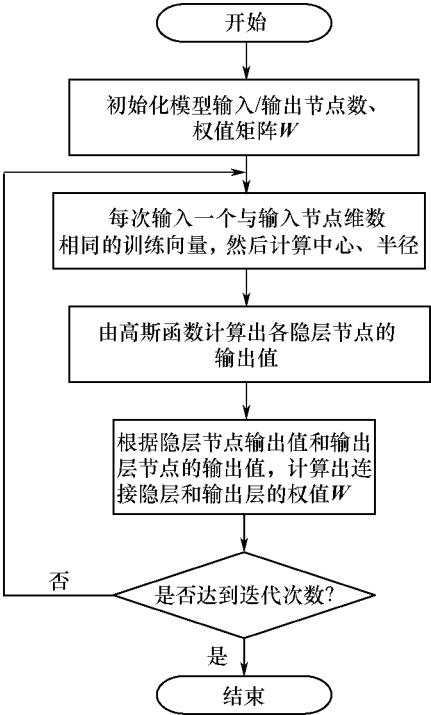 开始
初始化模型输入/输出节点数、
权值矩阵W
每次输入一个与输入节点维数
相同的训练向量，然后计算中心、半径
由高斯函数计算出各隐层节点的
输出值
根据隐层节点输出值和输出
层节点的输出值，计算出连
接隐层和输出层的权值W
否
是否达到迭代次数?
是
结束